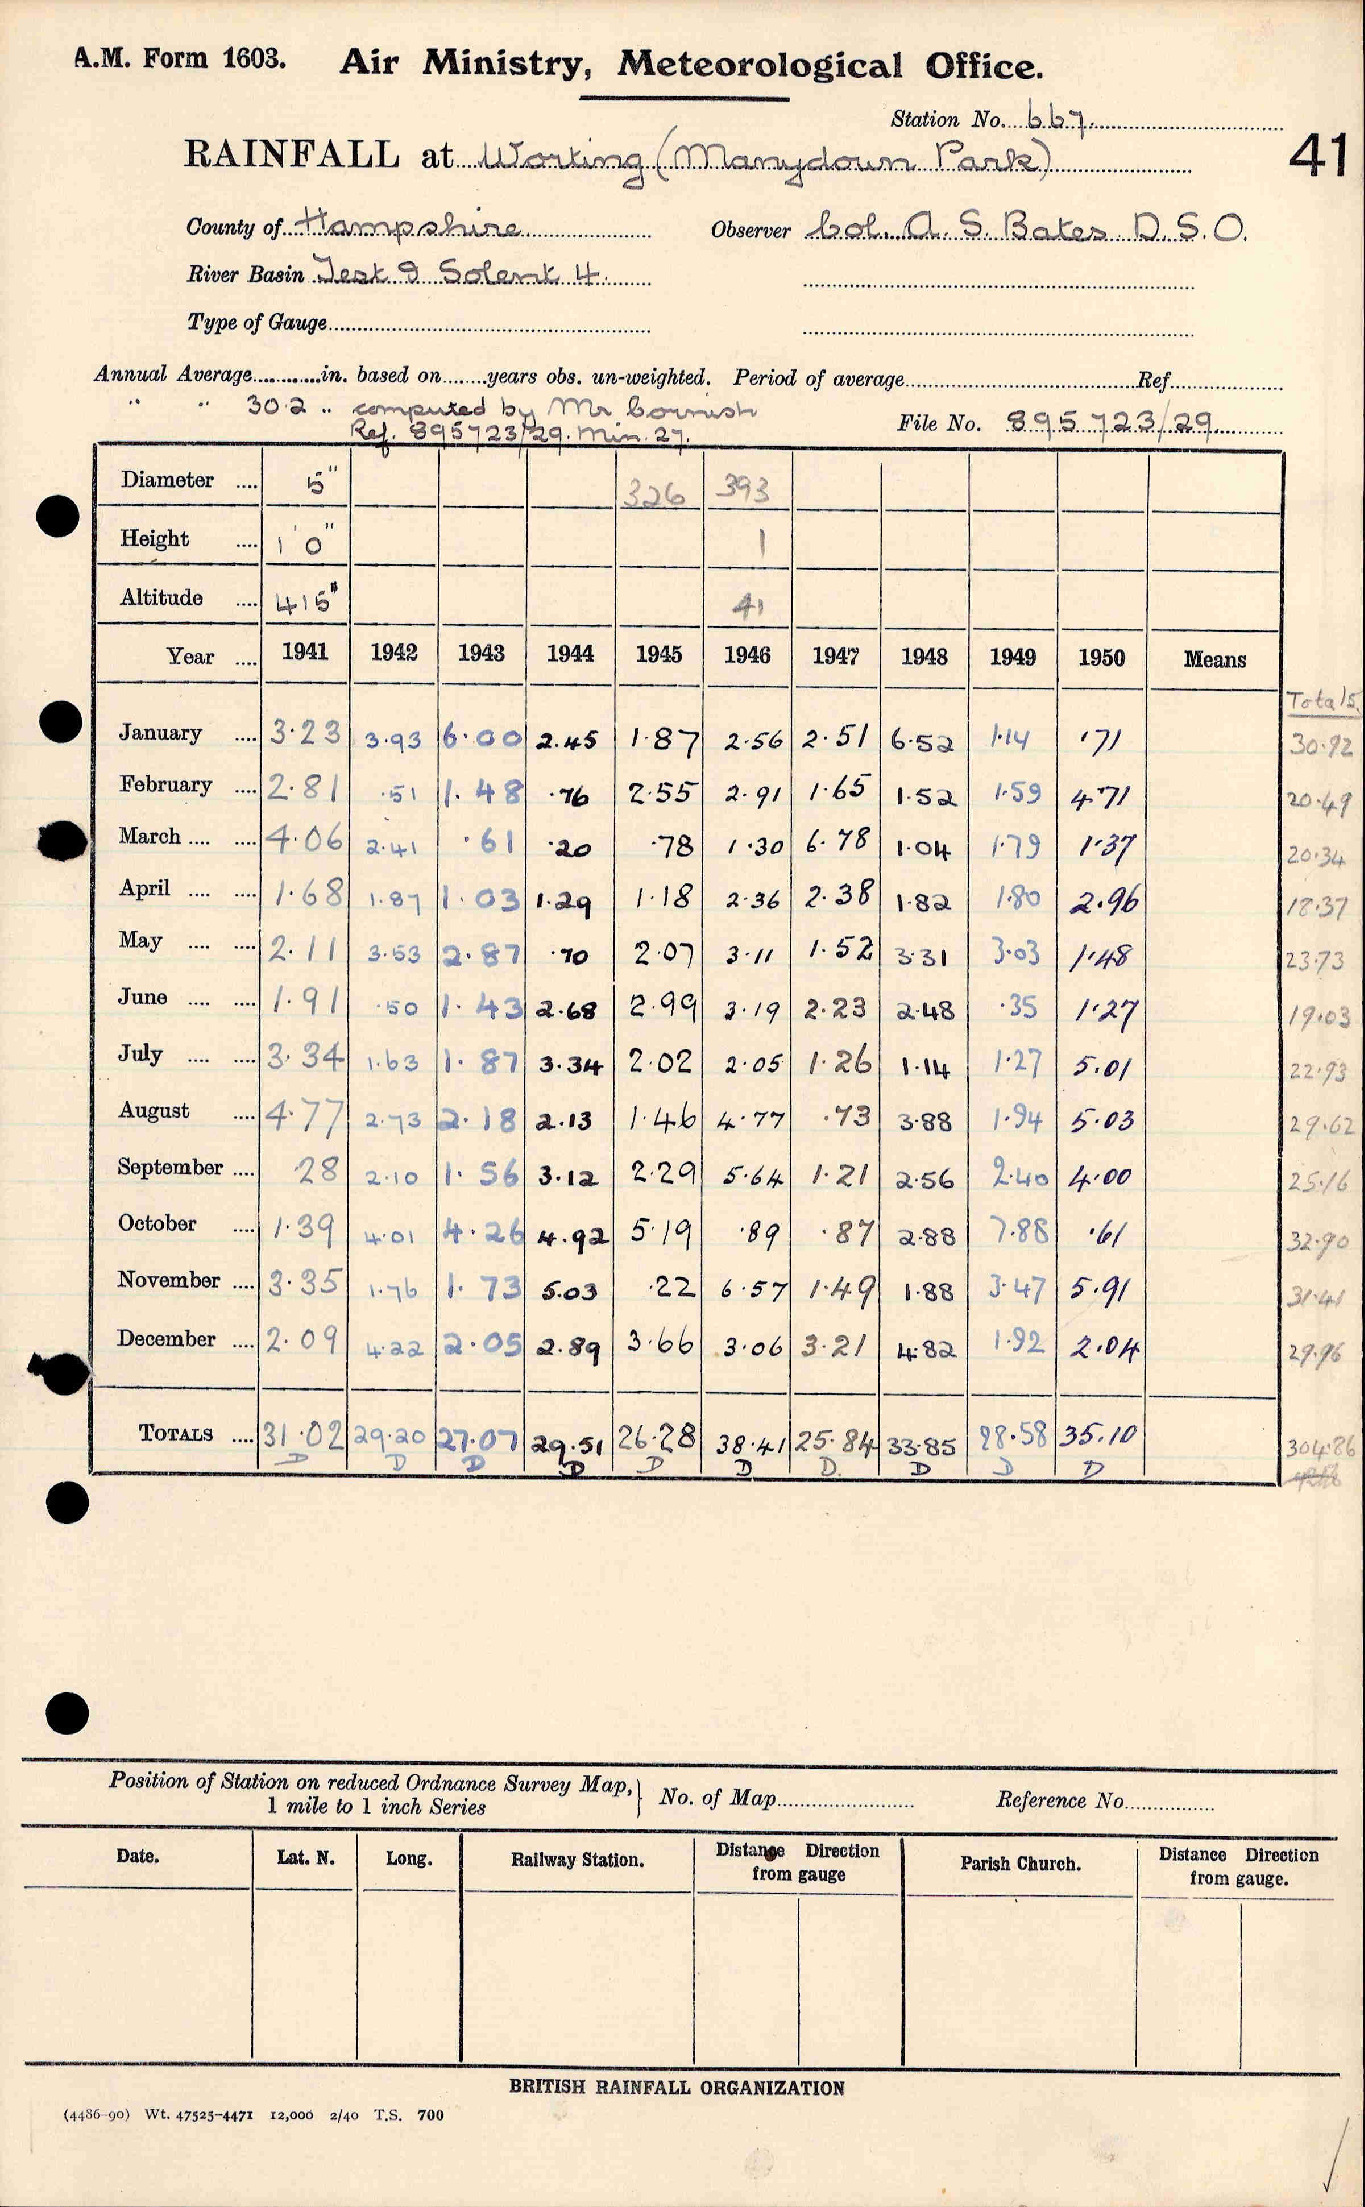 A.M. Form 1603. Air Ministry, Meteorological Office.
Station No. 667.
41
RAINFALL at Worting (Manydown Park)
County of Hampshire Observer Col. A. S. Bates D.S.O.
River Basin Test & Solent 4
Type of Gauge
Annual Average in. based on years obs. un-weighted. Period of average Ref
" " 30.2 .. computed by Mr Cornish
Ref. 895723/29. Min. 27. File No. 895723/29
Diameter .... 5" 326 393
Height .... 1'0" 1
Altitude .... 415" 41
Year .... 1941 1942 1943 1944 1945 1946 1947 1948 1949 1950 Means
Totals
January .... 3.23 3.93 6.00 2.45 1.87 2.56 2.51 6.52 1.14 .71 30.92
February .... 2.81 .51 1.48 .76 2.55 2.91 1.65 1.52 1.59 4.71 20.49
March .... .... 4.06 2.41 .61 .20 .78 1.30 6.78 1.04 1.79 1.37 20.34
April .... .... 1.68 1.87 1.03 1.29 1.18 2.36 2.38 1.82 1.80 2.96 18.37
May .... .... 2.11 3.53 2.87 .70 2.07 3.11 1.52 3.31 3.03 1.48 23.73
June .... .... 1.91 .50 1.43 2.68 2.99 3.19 2.23 2.48 .35 1.27 19.03
July .... .... 3.34 1.63 1.87 3.34 2.02 2.05 1.26 1.14 1.27 5.01 22.93
August .... 4.77 2.73 2.18 2.13 1.46 4.77 .73 3.88 1.94 5.03 29.62
September .... .28 2.10 1.56 3.12 2.29 5.64 1.21 2.56 2.40 4.00 25.16
October .... 1.39 4.01 4.26 4.92 5.19 .89 .87 2.88 7.88 .61 32.90
November .... 3.35 1.76 1.73 5.03 .22 6.57 1.49 1.88 3.47 5.91 31.41
December .... 2.09 4.22 2.05 2.89 3.66 3.06 3.21 4.82 1.92 2.04 29.96
TOTALS .... 31.02 29.20 27.07 29.51 26.28 38.41 25.84 33.85 28.58 35.10 304.86
D D D D D D D. D D D
Position of Station on reduced Ordnance Survey Map, } No. of Map Reference No
1 mile to 1 inch Series
Date. Lat. N. Long. Railway Station. Distance Direction from gauge Parish Church. Distance Direction from gauge.
BRITISH RAINFALL ORGANIZATION
(4486-90) Wt. 47525-4471 12,000 2/40 T.S. 700